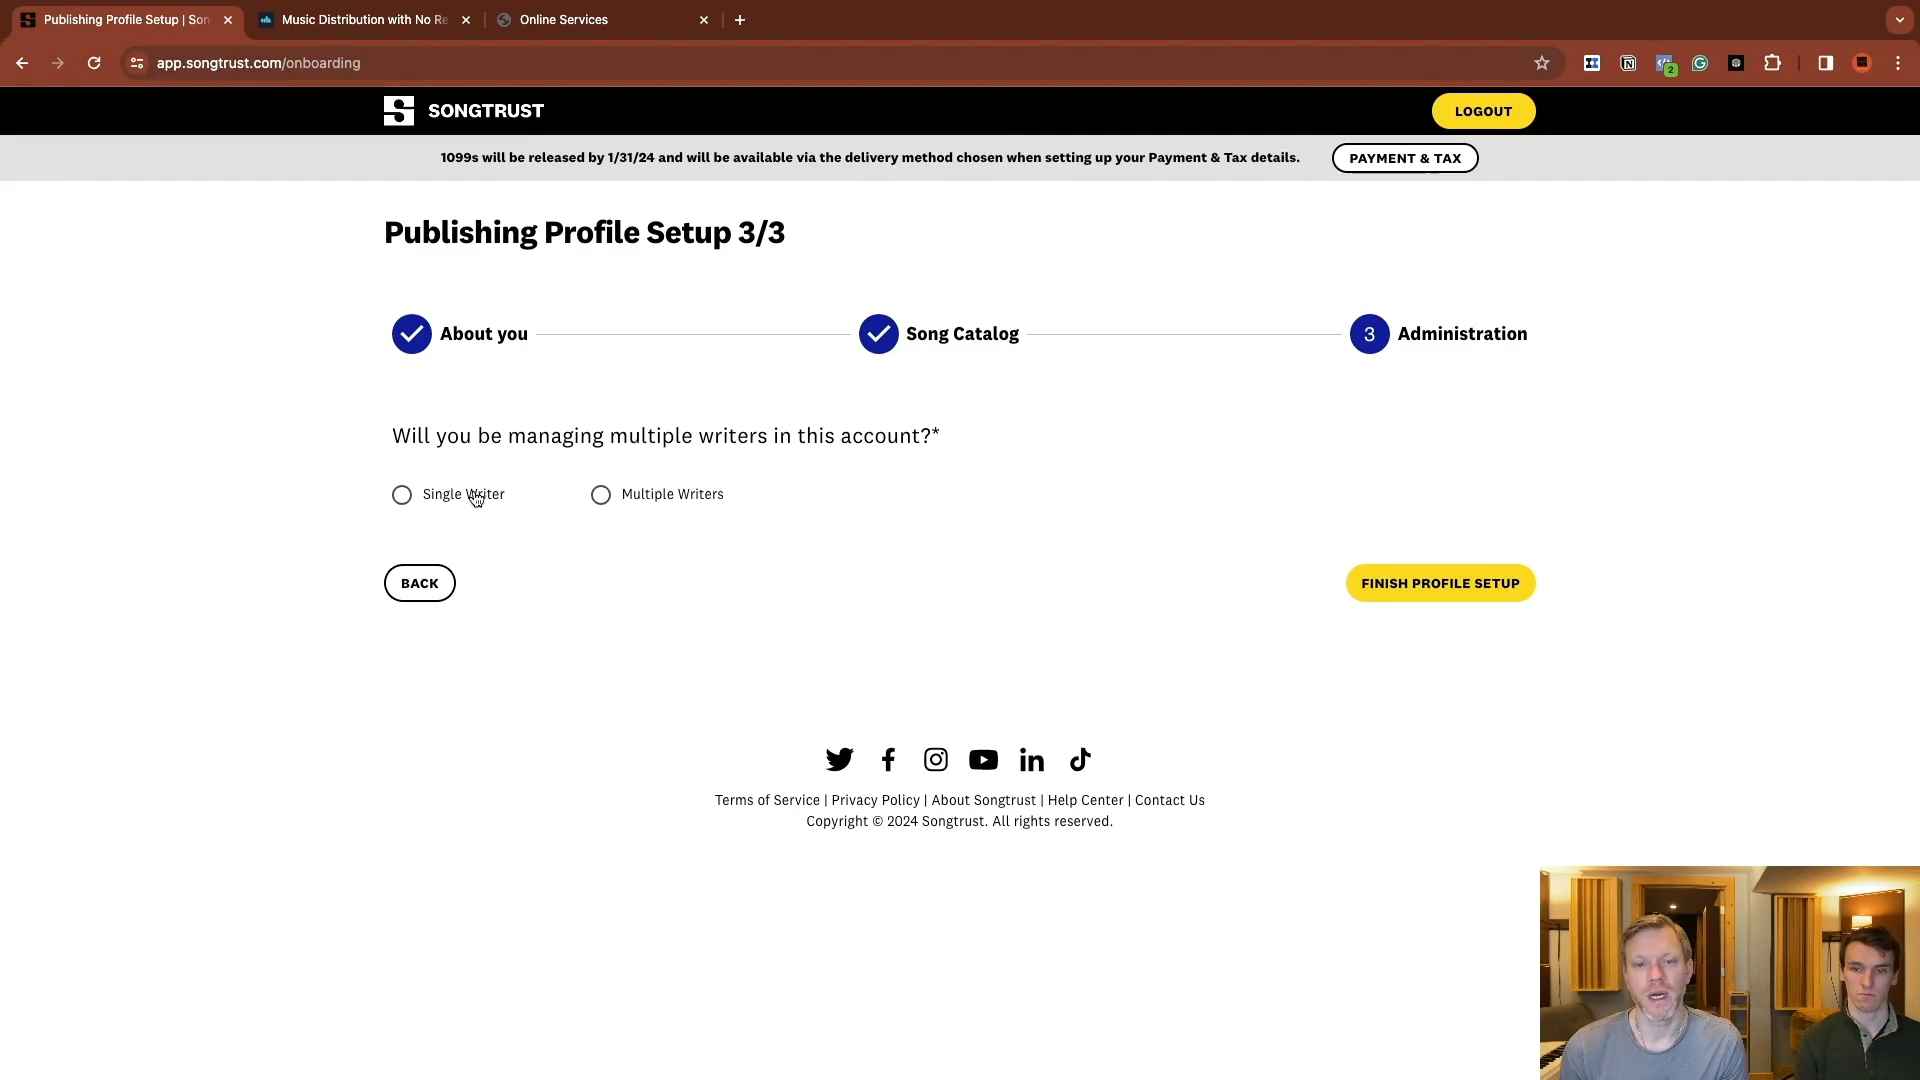 Publishing Profile Setup | Son
Music Distribution with No Re
Online Services
app.songtrust.com/onboarding
2
SONGTRUST
LOGOUT
1099s will be released by 1/31/24 and will be available via the delivery method chosen when setting up your Payment & Tax details.
PAYMENT & TAX
Publishing Profile Setup 3/3
About you
Song Catalog
3 Administration
Will you be managing multiple writers in this account?*
Single Writer
Multiple Writers
BACK
FINISH PROFILE SETUP
Terms of Service | Privacy Policy | About Songtrust | Help Center | Contact Us
Copyright © 2024 Songtrust. All rights reserved.